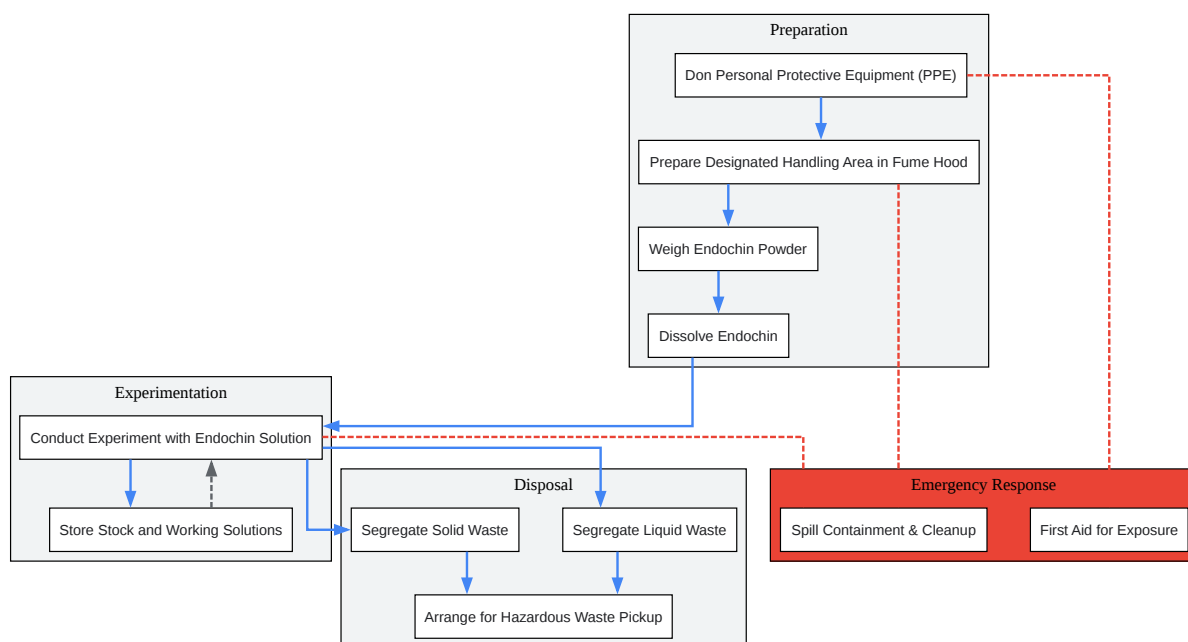 Preparation
Don Personal Protective Equipment (PPE)
Prepare Designated Handling Area in Fume Hood
Weigh Endochin Powder
Dissolve Endochin
Experimentation
Conduct Experiment with Endochin Solution
Store Stock and Working Solutions
Disposal
Segregate Solid Waste
Segregate Liquid Waste
Arrange for Hazardous Waste Pickup
Emergency Response
Spill Containment & Cleanup
First Aid for Exposure